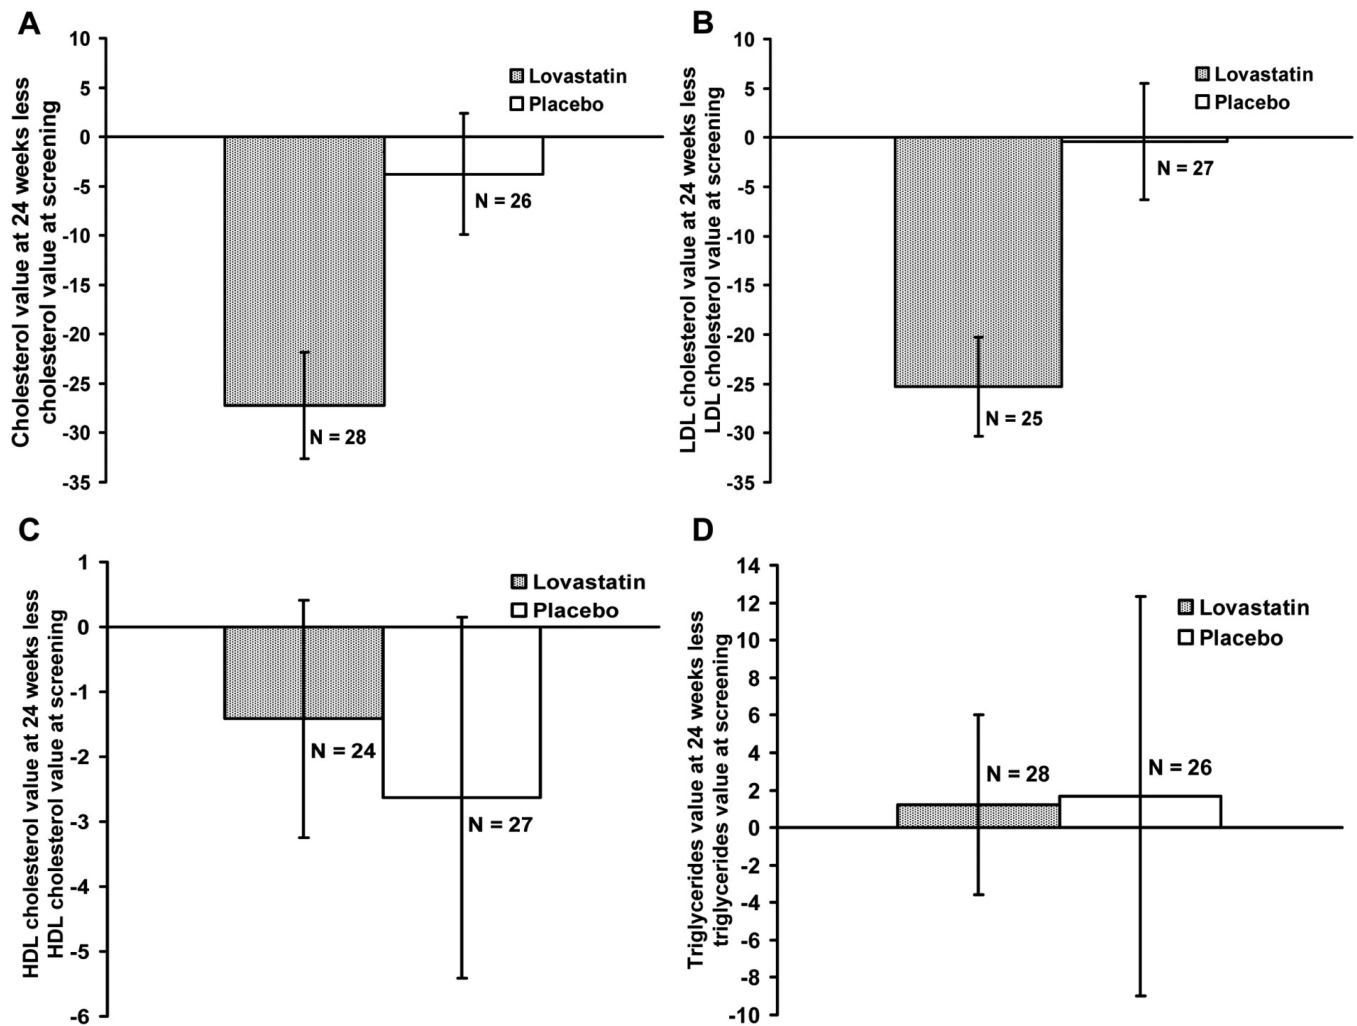 A
Cholesterol value at 24 weeks less
cholesterol value at screening
10
5
0
-5
-10
-15
-20
-25
-30
-35
Lovastatin
Placebo
N = 28
N = 26
B
LDL cholesterol value at 24 weeks less
LDL cholesterol value at screening
10
5
0
-5
-10
-15
-20
-25
-30
-35
Lovastatin
Placebo
N = 25
N = 27
C
HDL cholesterol value at 24 weeks less
HDL cholesterol value at screening
1
0
-1
-2
-3
-4
-5
-6
Lovastatin
Placebo
N = 24
N = 27
D
Triglycerides value at 24 weeks less
triglycerides value at screening
14
12
10
8
6
4
2
0
-2
-4
-6
-8
-10
Lovastatin
Placebo
N = 28
N = 26